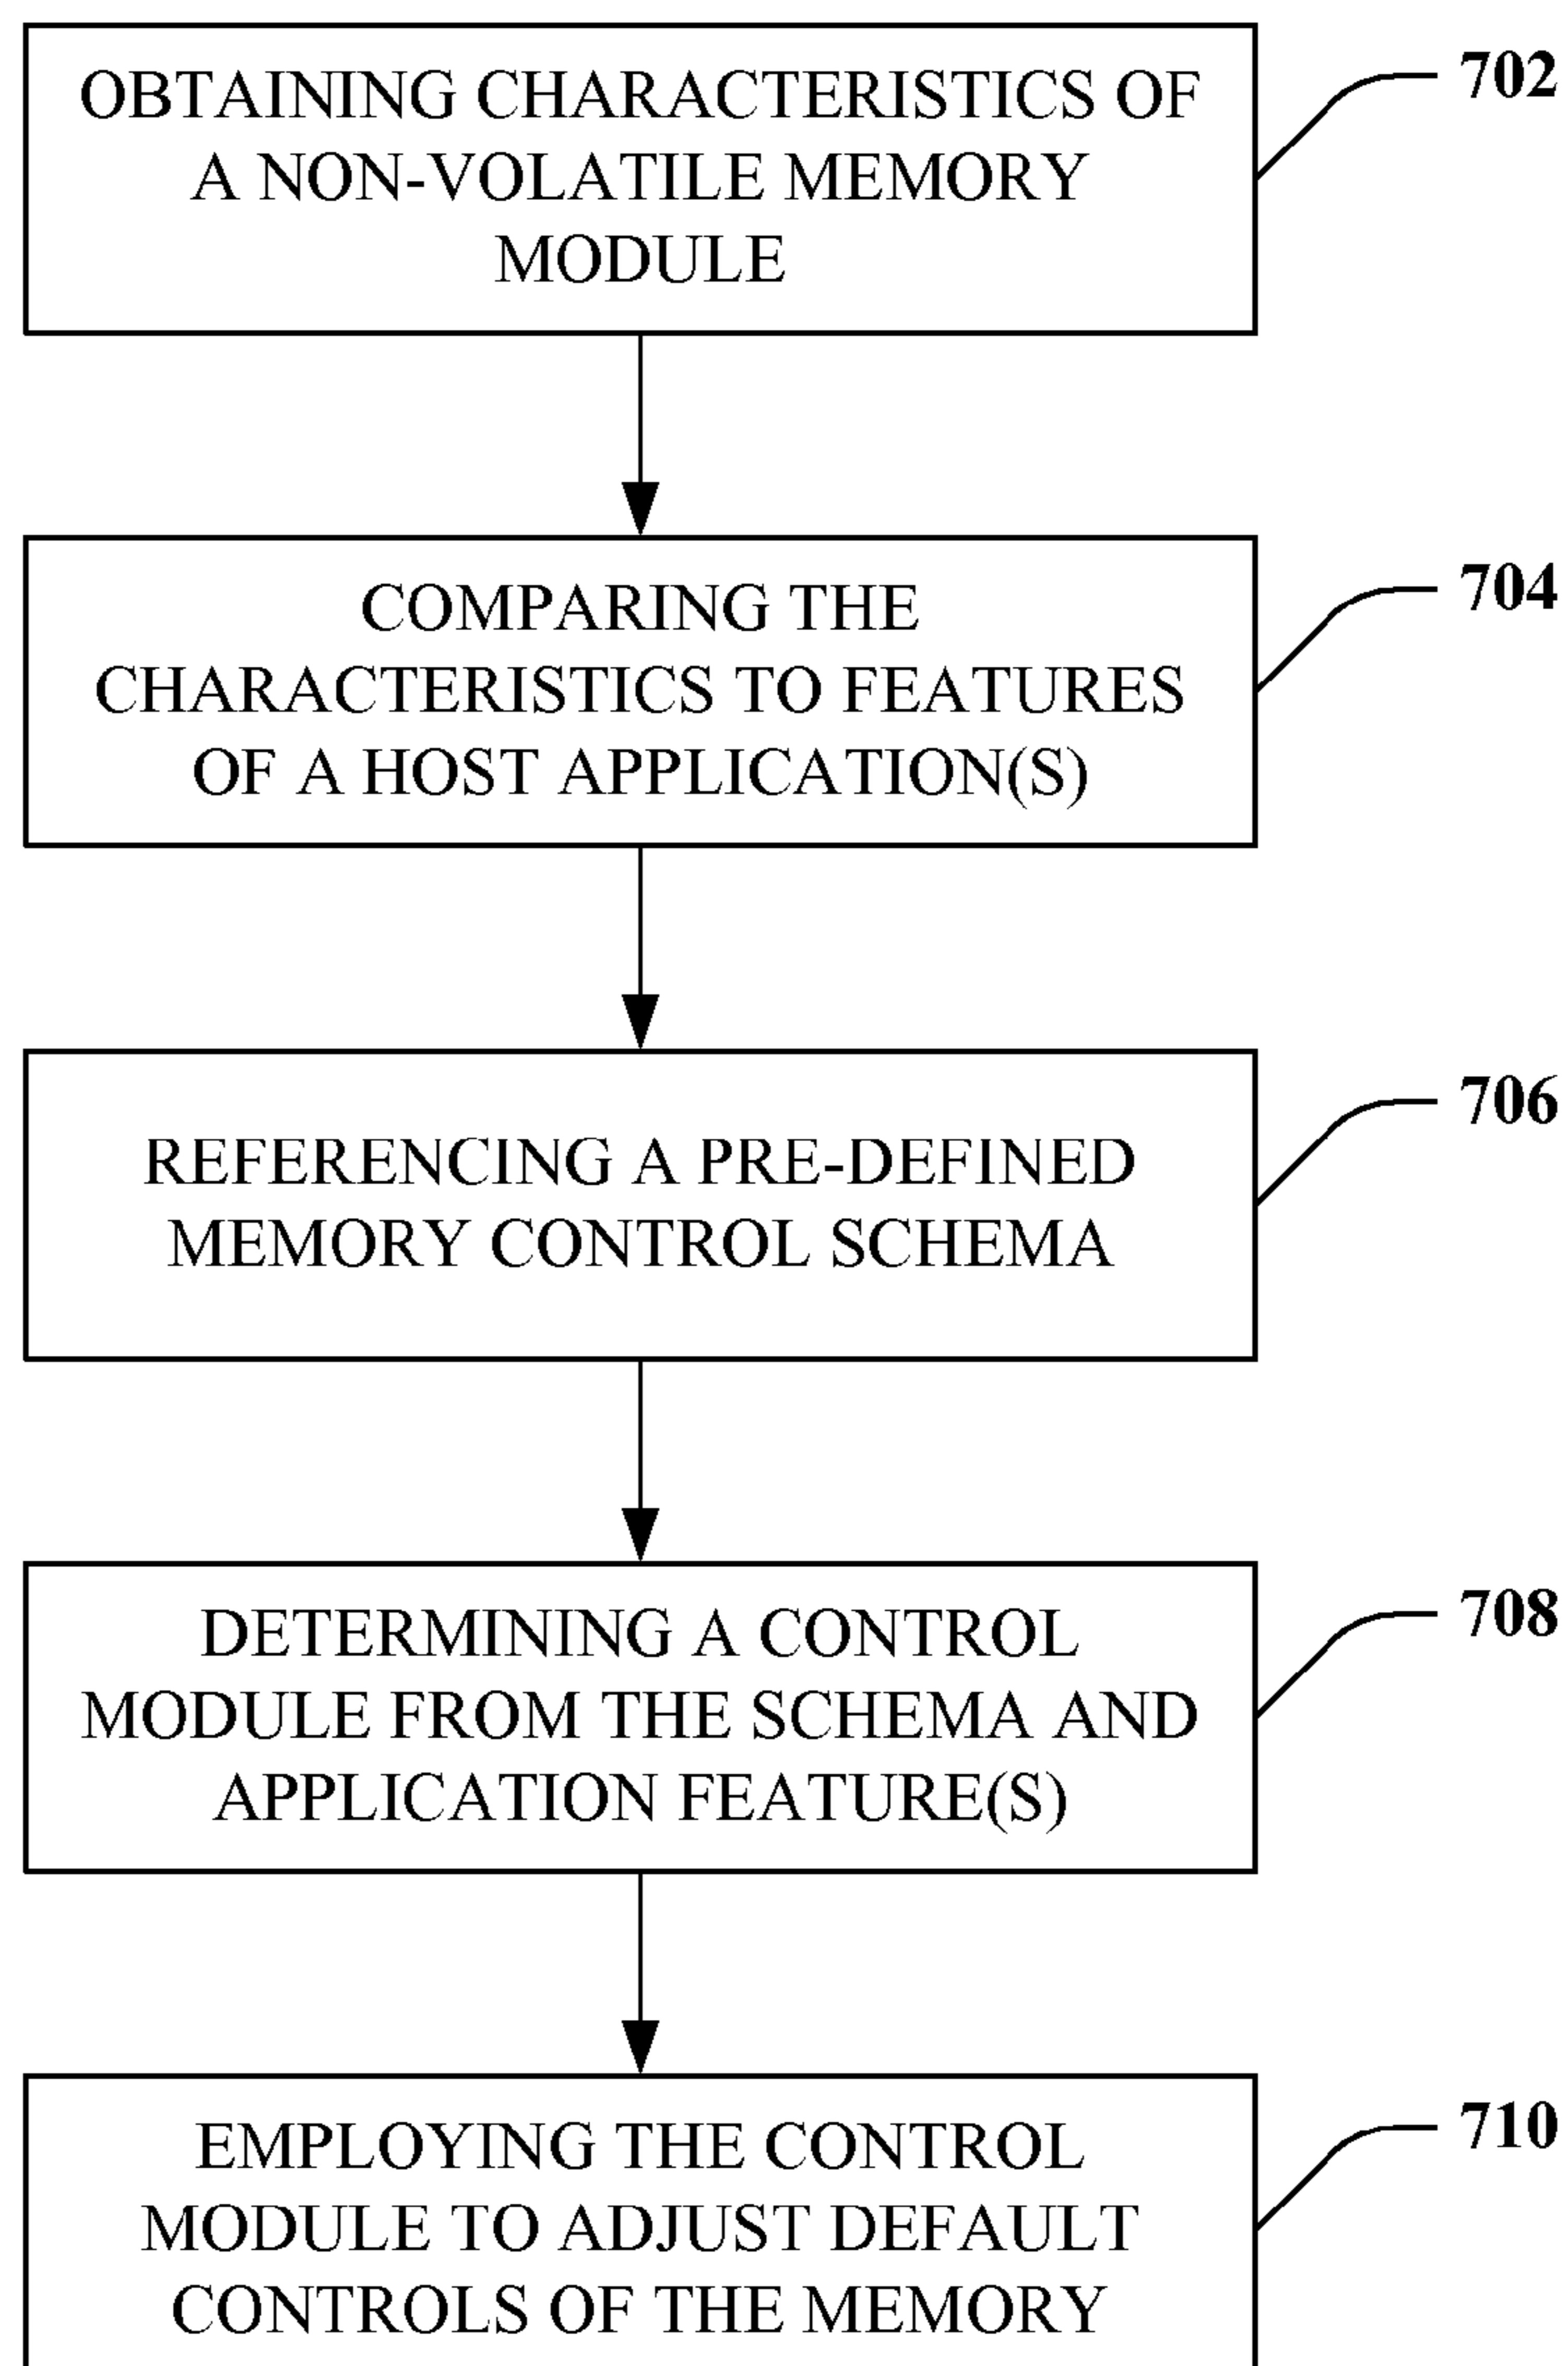 OBTAINING CHARACTERISTICS OF
A NON-VOLATILE MEMORY
MODULE
702
COMPARING THE
CHARACTERISTICS TO FEATURES
OF A HOST APPLICATION(S)
704
REFERENCING A PRE-DEFINED
MEMORY CONTROL SCHEMA
706
DETERMINING A CONTROL
MODULE FROM THE SCHEMA AND
APPLICATION FEATURE(S)
708
EMPLOYING THE CONTROL
MODULE TO ADJUST DEFAULT
CONTROLS OF THE MEMORY
710